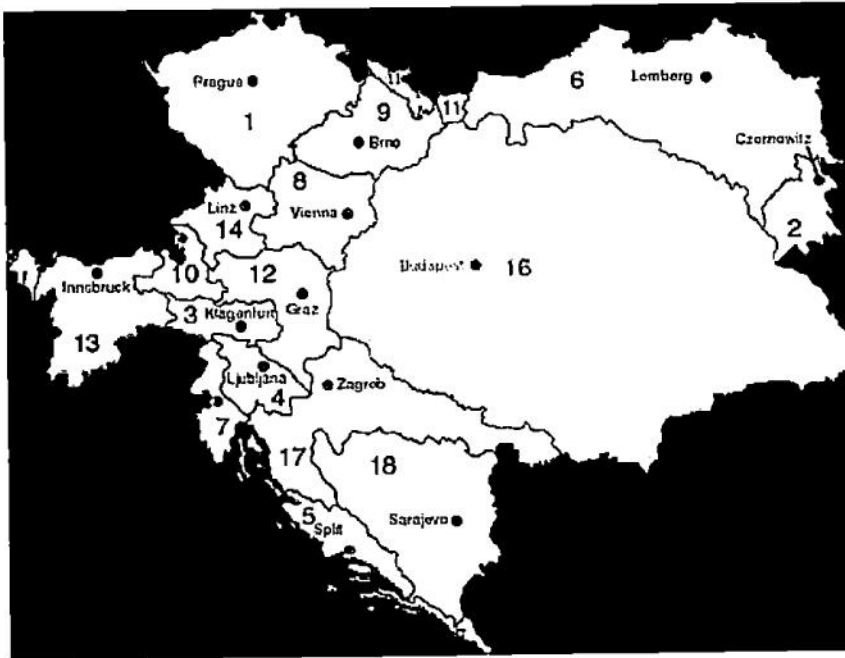 Prague
1
11
9
11
Brno
6
Lemberg
Czernowitz
2
8
Vienna
Linz
14
10
12
Graz
Innsbruck
13
3
Klagenfurt
Budapest
16
Ljubljana
4
Zagreb
7
17
18
5
Split
Sarajevo